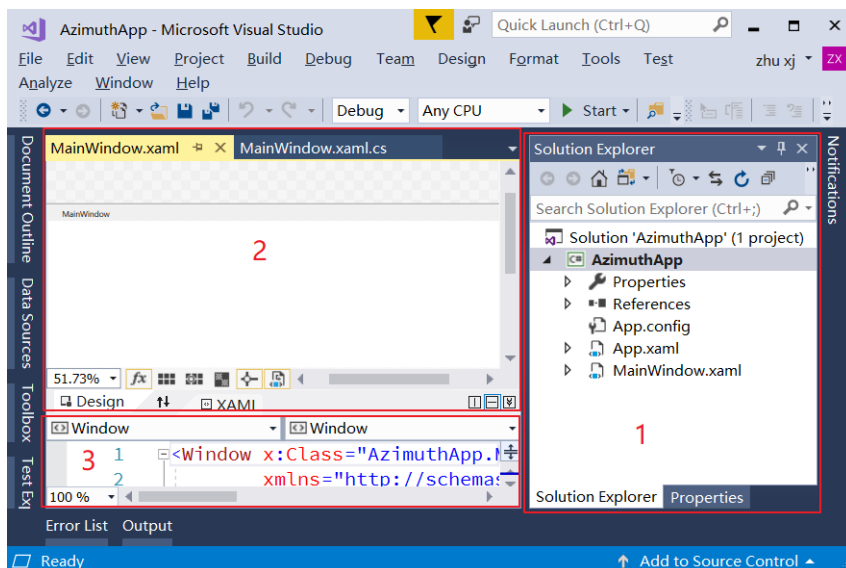 AzimuthApp - Microsoft Visual Studio
Quick Launch (Ctrl+Q)
File Edit View Project Build Debug Team Design Format Tools Test zhu xj ZX
Analyze Window Help
Debug Any CPU Start
Document Outline
Data Sources
Toolbox
Test Exp
MainWindow.xaml MainWindow.xaml.cs
MainWindow
2
51.73% fx
Design XAML
Window Window
3
1 <Window x:Class="AzimuthApp.M
2 xmlns="http://schemas
100 %
Solution Explorer
Search Solution Explorer (Ctrl+;)
Solution 'AzimuthApp' (1 project)
C# AzimuthApp
Properties
References
App.config
App.xaml
MainWindow.xaml
1
Solution Explorer Properties
Notifications
Error List Output
Ready Add to Source Control